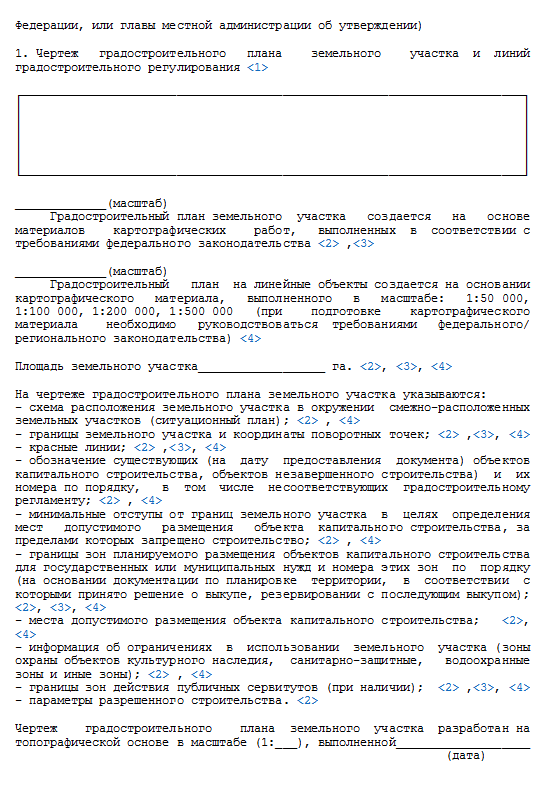 Федерации, или главы местной администрации об утверждении)
1. Чертеж градостроительного плана земельного участка и линий
градостроительного регулирования <1>
_____________(масштаб)
Градостроительный план земельного участка создается на основе
материалов картографических работ, выполненных в соответствии с
требованиями федерального законодательства <2> ,<3>
_____________(масштаб)
Градостроительный план на линейные объекты создается на основании
картографического материала, выполненного в масштабе: 1:50 000,
1:100 000, 1:200 000, 1:500 000 (при подготовке картографического
материала необходимо руководствоваться требованиями федерального/
регионального законодательства) <4>
Площадь земельного участка__________________ га. <2>, <3>, <4>
На чертеже градостроительного плана земельного участка указываются:
- схема расположения земельного участка в окружении смежно-расположенных
земельных участков (ситуационный план); <2> , <4>
- границы земельного участка и координаты поворотных точек; <2> ,<3>, <4>
- красные линии; <2> ,<3>, <4>
- обозначение существующих (на дату предоставления документа) объектов
капитального строительства, объектов незавершенного строительства) и их
номера по порядку, в том числе несоответствующих градостроительному
регламенту; <2> , <4>
- минимальные отступы от границ земельного участка в целях определения
мест допустимого размещения объекта капитального строительства, за
пределами которых запрещено строительство; <2> , <4>
- границы зон планируемого размещения объектов капитального строительства
для государственных или муниципальных нужд и номера этих зон по порядку
(на основании документации по планировке территории, в соответствии с
которыми принято решение о выкупе, резервировании с последующим выкупом);
<2>, <3>, <4>
- места допустимого размещения объекта капитального строительства; <2>,
<4>
- информация об ограничениях в использовании земельного участка (зоны
охраны объектов культурного наследия, санитарно-защитные, водоохранные
зоны и иные зоны); <2> , <4>
- границы зон действия публичных сервитутов (при наличии); <2> ,<3>, <4>
- параметры разрешенного строительства. <2>
Чертеж градостроительного плана земельного участка разработан на
топографической основе в масштабе (1:___), выполненной___________________
(дата)